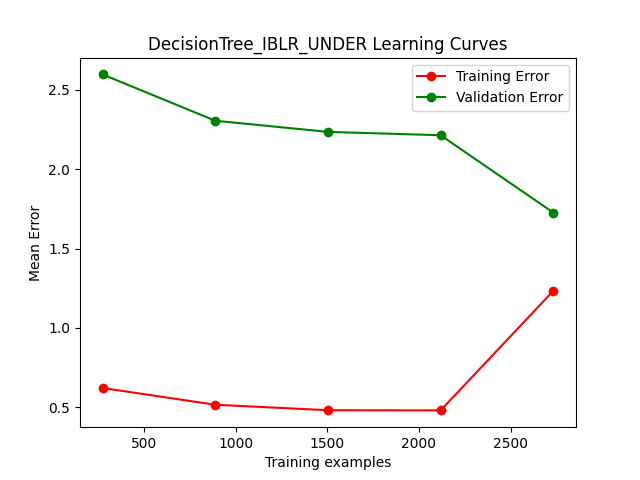 DecisionTree_IBLR_UNDER Learning Curves
Training Error
Validation Error
2.5
2.0
1.5
1.0
0.5
Mean Error
500
1000
1500
2000
2500
Training examples